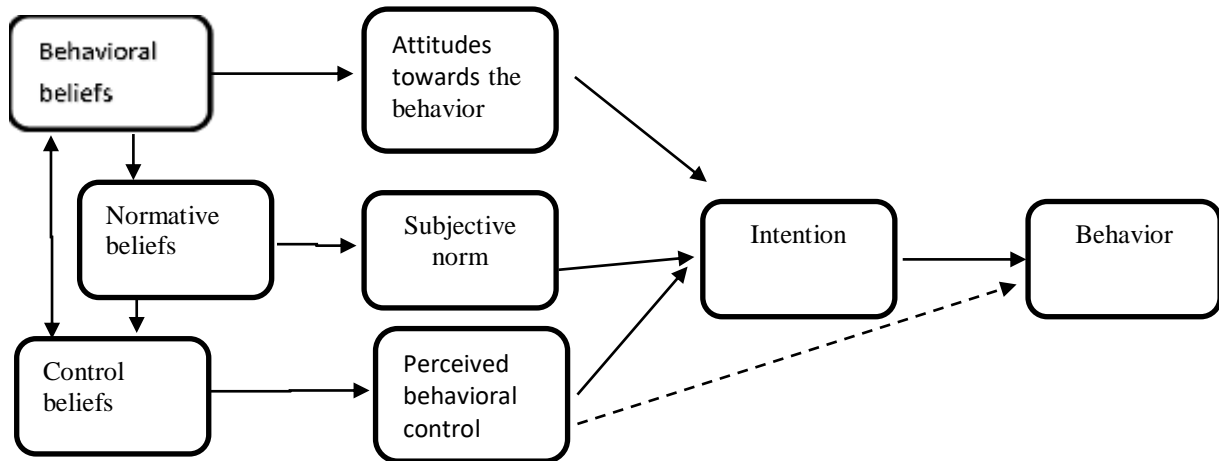 Behavioral
beliefs
Attitudes
towards the
behavior
Normative
beliefs
Subjective
norm
Intention
Behavior
Control
beliefs
Perceived
behavioral
control